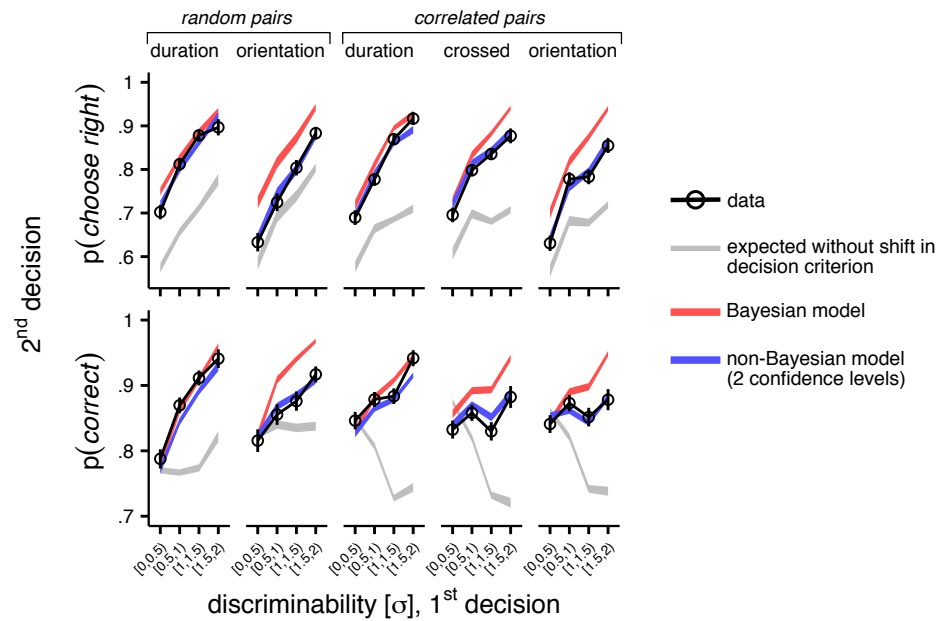 random pairs correlated pairs
duration orientation duration crossed orientation
2nd decision
p(choose right)
1
.9
.8
.7
.6
p(correct)
1
.9
.8
.7
[0,0.5) [0.5,1) [1,1.5) [1.5,2) [0,0.5) [0.5,1) [1,1.5) [1.5,2) [0,0.5) [0.5,1) [1,1.5) [1.5,2) [0,0.5) [0.5,1) [1,1.5) [1.5,2) [0,0.5) [0.5,1) [1,1.5) [1.5,2)
discriminability [σ], 1st decision
data
expected without shift in
decision criterion
Bayesian model
non-Bayesian model
(2 confidence levels)